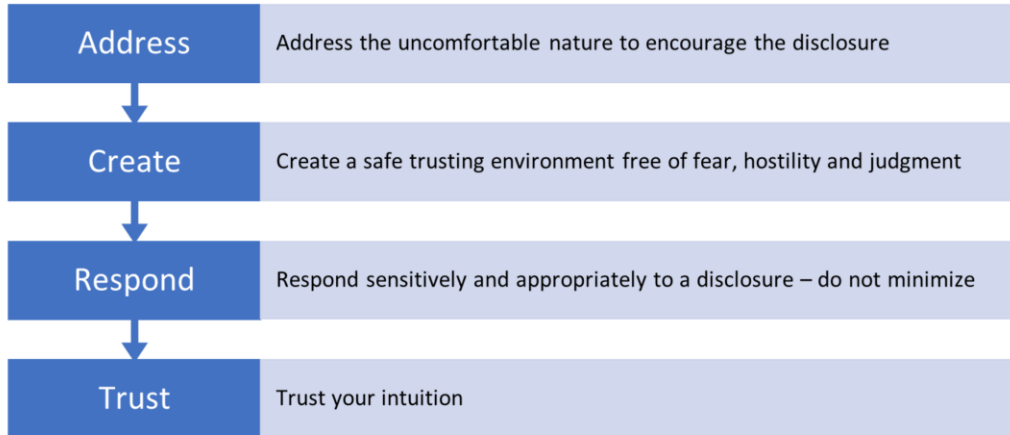 Address
Address the uncomfortable nature to encourage the disclosure
Create
Create a safe trusting environment free of fear, hostility and judgment
Respond
Respond sensitively and appropriately to a disclosure – do not minimize
Trust
Trust your intuition